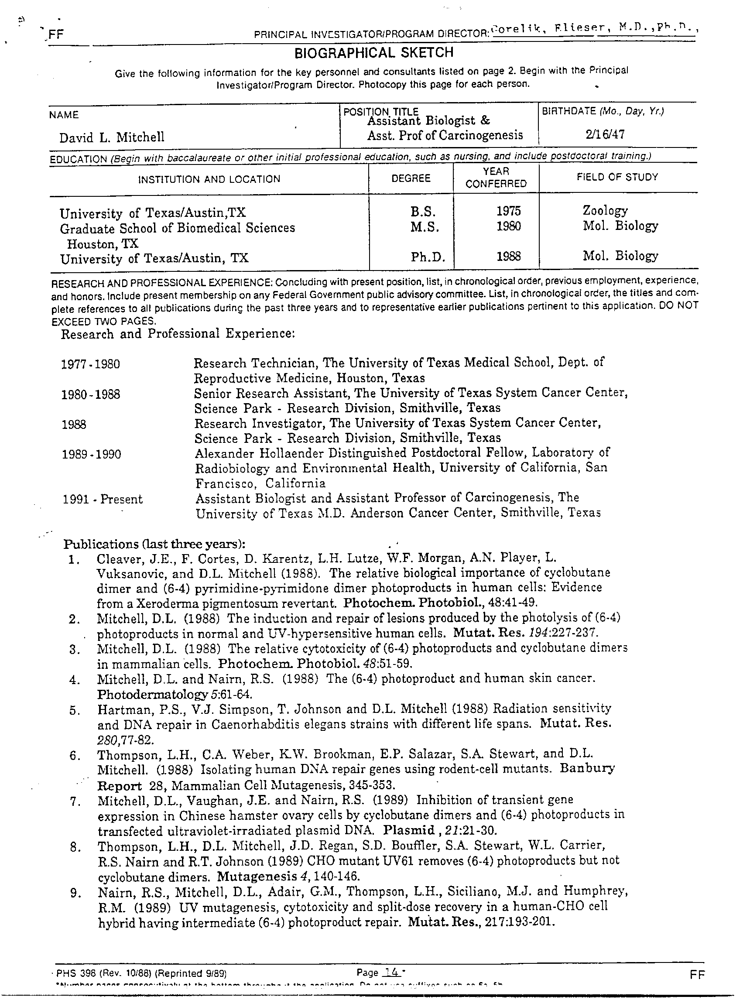 FF
PRINCIPAL INVESTIGATOR/PROGRAM DIRECTOR: Gorelik, Elieser, M.D.,Ph.D.,
BIOGRAPHICAL SKETCH
Give the following information for the key personnel and consultants listed on page 2. Begin with the Principal
Investigator/Program Director. Photocopy this page for each person.
NAME
David L. Mitchell
POSITION TITLE
Assistant Biologist &
Asst. Prof of Carcinogenesis
BIRTHDATE (Mo., Day, Yr.)
2/16/47
EDUCATION (Begin with baccalaureate or other initial professional education, such as nursing, and include postdoctoral training.)
INSTITUTION AND LOCATION DEGREE YEAR CONFERRED FIELD OF STUDY
University of Texas/Austin,TX B.S. 1975 Zoology
Graduate School of Biomedical Sciences M.S. 1980 Mol. Biology
Houston, TX
University of Texas/Austin, TX Ph.D. 1988 Mol. Biology
RESEARCH AND PROFESSIONAL EXPERIENCE: Concluding with present position, list, in chronological order, previous employment, experience,
and honors. Include present membership on any Federal Government public advisory committee. List, in chronological order, the titles and com-
plete references to all publications during the past three years and to representative earlier publications pertinent to this application. DO NOT
EXCEED TWO PAGES.
Research and Professional Experience:
1977-1980 Research Technician, The University of Texas Medical School, Dept. of
Reproductive Medicine, Houston, Texas
1980-1988 Senior Research Assistant, The University of Texas System Cancer Center,
Science Park - Research Division, Smithville, Texas
1988 Research Investigator, The University of Texas System Cancer Center,
Science Park - Research Division, Smithville, Texas
1989-1990 Alexander Hollaender Distinguished Postdoctoral Fellow, Laboratory of
Radiobiology and Environmental Health, University of California, San
Francisco, California
1991 - Present Assistant Biologist and Assistant Professor of Carcinogenesis, The
University of Texas M.D. Anderson Cancer Center, Smithville, Texas
Publications (last three years):
1. Cleaver, J.E., F. Cortes, D. Karentz, L.H. Lutze, W.F. Morgan, A.N. Player, L.
Vuksanovic, and D.L. Mitchell (1988). The relative biological importance of cyclobutane
dimer and (6-4) pyrimidine-pyrimidone dimer photoproducts in human cells: Evidence
from a Xeroderma pigmentosum revertant. Photochem. Photobiol., 48:41-49.
2. Mitchell, D.L. (1988) The induction and repair of lesions produced by the photolysis of (6-4)
photoproducts in normal and UV-hypersensitive human cells. Mutat. Res. 194:227-237.
3. Mitchell, D.L. (1988) The relative cytotoxicity of (6-4) photoproducts and cyclobutane dimers
in mammalian cells. Photochem. Photobiol. 48:51-59.
4. Mitchell, D.L. and Nairn, R.S. (1988) The (6-4) photoproduct and human skin cancer.
Photodermatology 5:61-64.
5. Hartman, P.S., V.J. Simpson, T. Johnson and D.L. Mitchell (1988) Radiation sensitivity
and DNA repair in Caenorhabditis elegans strains with different life spans. Mutat. Res.
280,77-82.
6. Thompson, L.H., C.A. Weber, K.W. Brookman, E.P. Salazar, S.A. Stewart, and D.L.
Mitchell. (1988) Isolating human DNA repair genes using rodent-cell mutants. Banbury
Report 28, Mammalian Cell Mutagenesis, 345-353.
7. Mitchell, D.L., Vaughan, J.E. and Nairn, R.S. (1989) Inhibition of transient gene
expression in Chinese hamster ovary cells by cyclobutane dimers and (6-4) photoproducts in
transfected ultraviolet-irradiated plasmid DNA. Plasmid , 21:21-30.
8. Thompson, L.H., D.L. Mitchell, J.D. Regan, S.D. Bouffler, S.A. Stewart, W.L. Carrier,
R.S. Nairn and R.T. Johnson (1989) CHO mutant UV61 removes (6-4) photoproducts but not
cyclobutane dimers. Mutagenesis 4, 140-146.
9. Nairn, R.S., Mitchell, D.L., Adair, G.M., Thompson, L.H., Siciliano, M.J. and Humphrey,
R.M. (1989) UV mutagenesis, cytotoxicity and split-dose recovery in a human-CHO cell
hybrid having intermediate (6-4) photoproduct repair. Mutat. Res., 217:193-201.
PHS 398 (Rev. 10/88) (Reprinted 9/89) Page 14 * FF